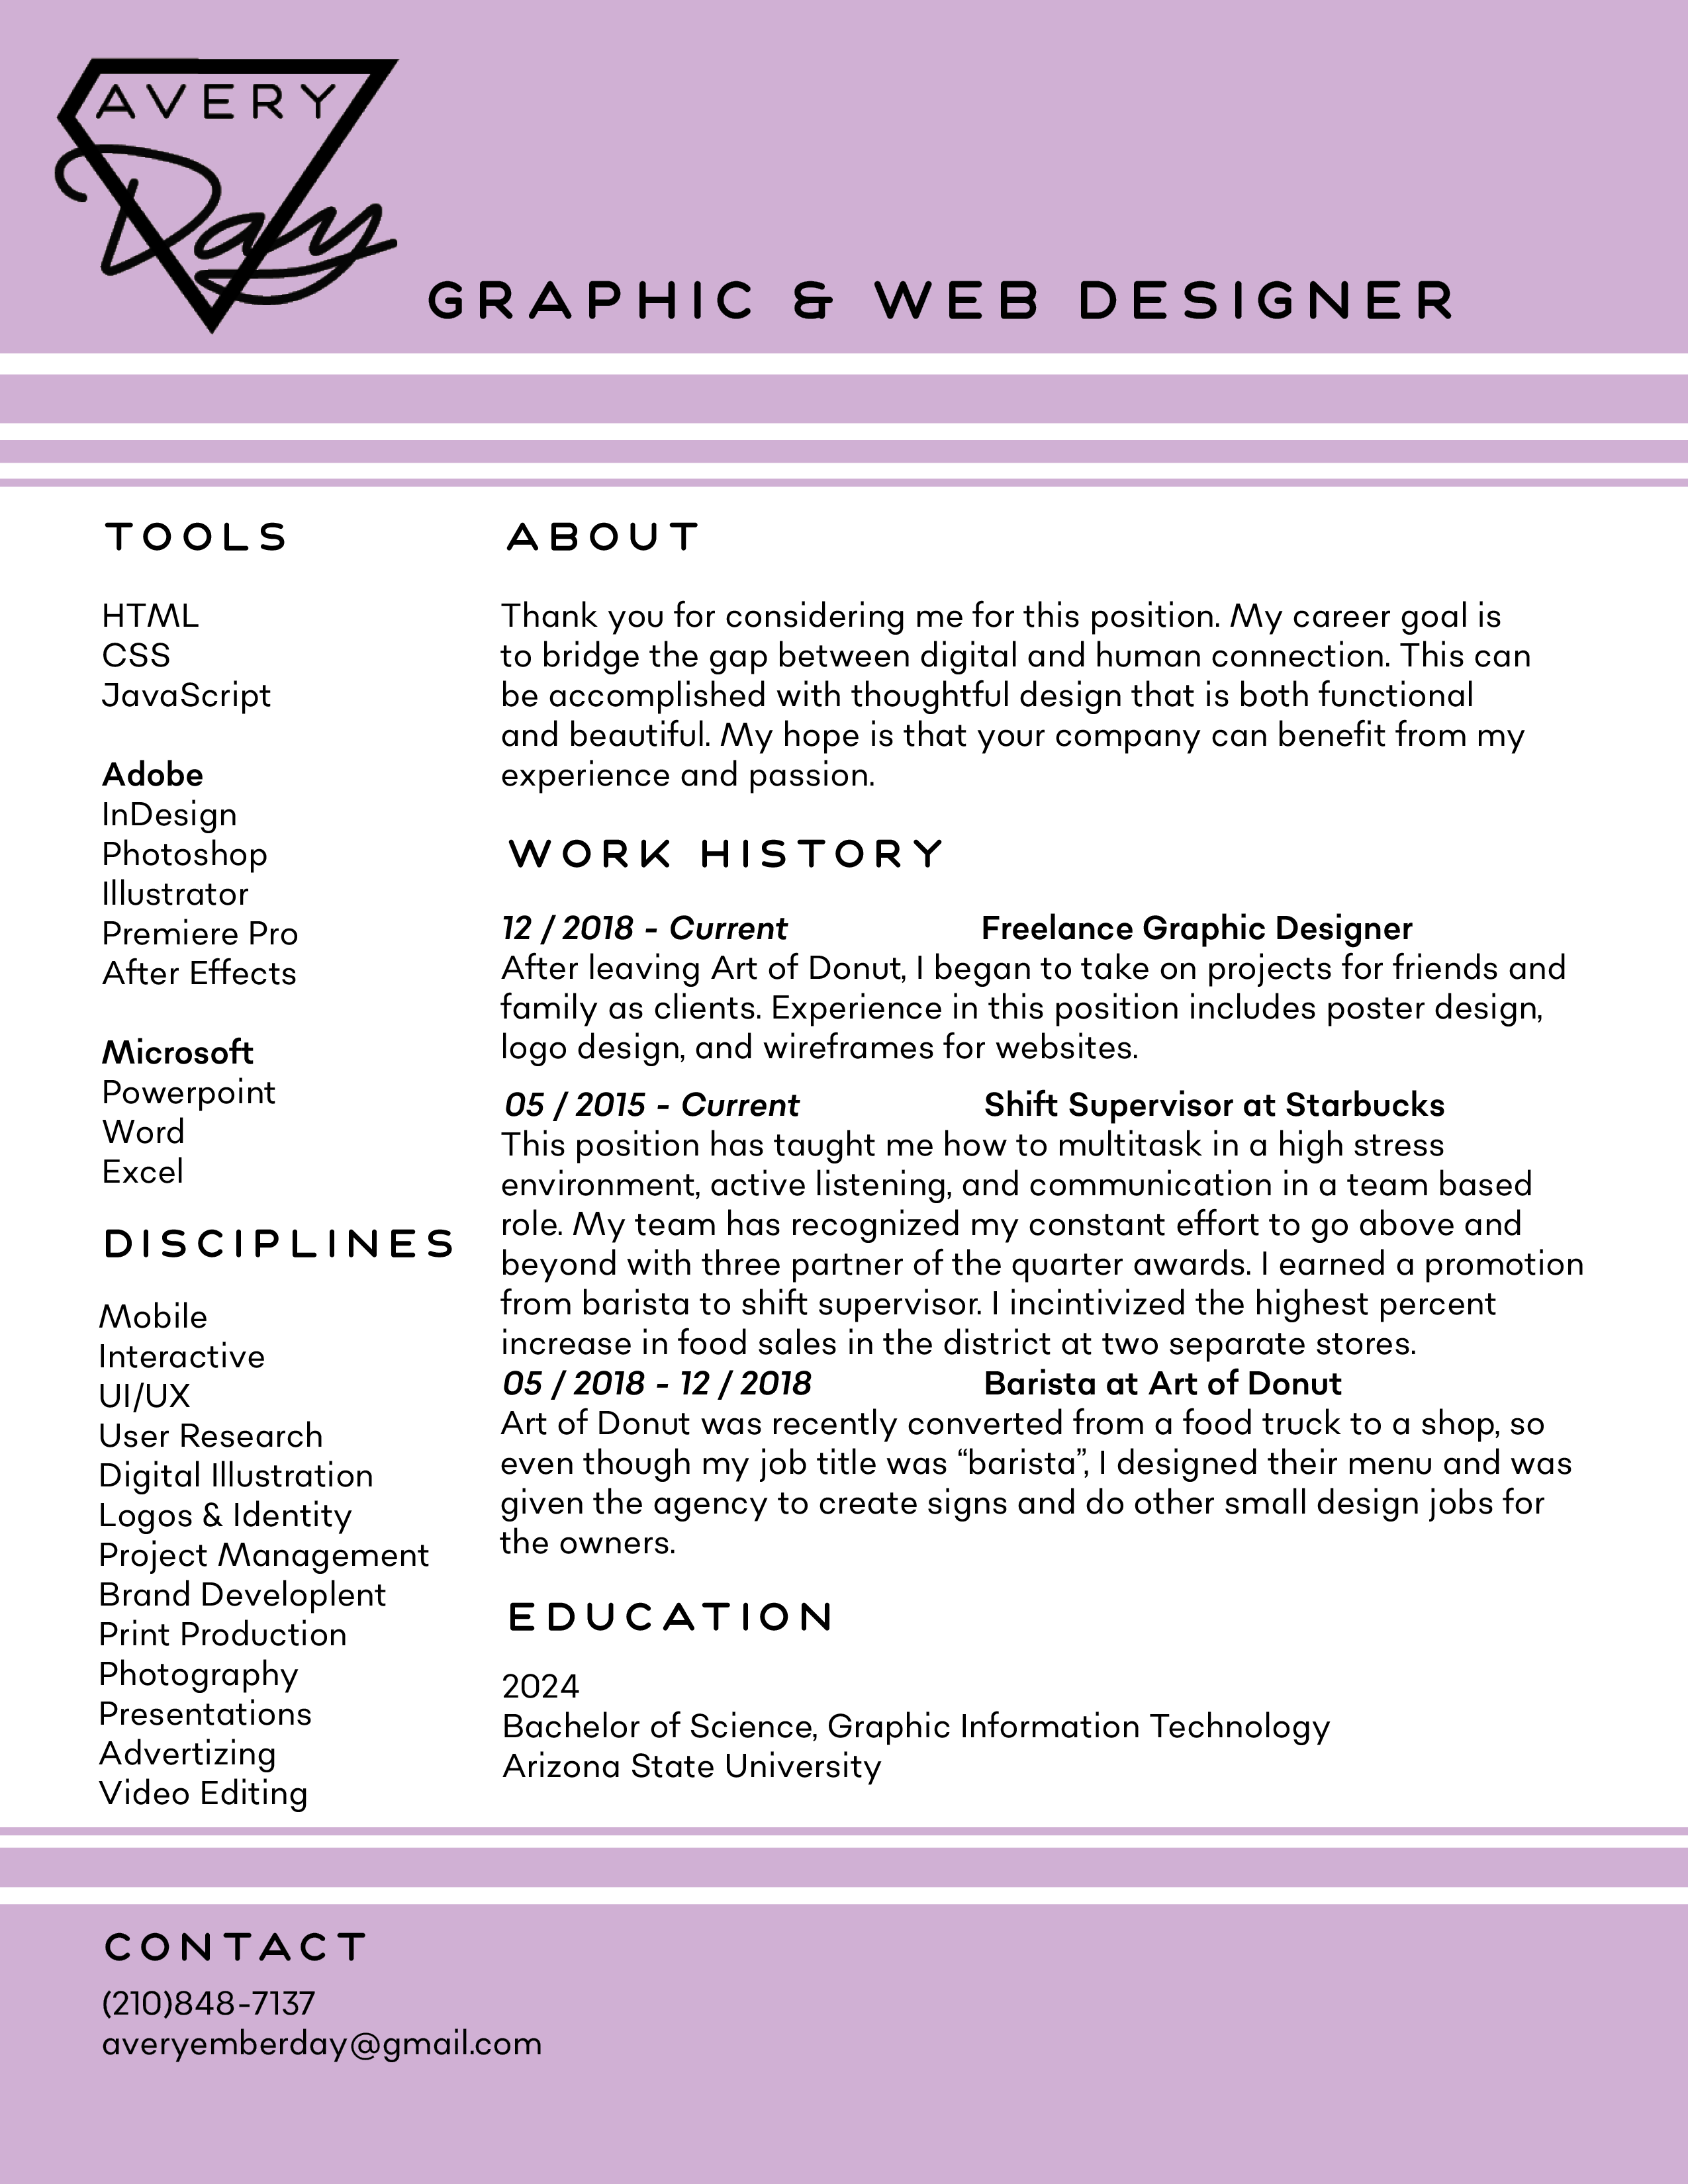 AVERY
Day
GRAPHIC & WEB DESIGNER
TOOLS
HTML
CSS
JavaScript
Adobe
InDesign
Photoshop
Illustrator
Premiere Pro
After Effects
Microsoft
Powerpoint
Word
Excel
DISCIPLINES
Mobile
Interactive
UI/UX
User Research
Digital Illustration
Logos & Identity
Project Management
Brand Developlent
Print Production
Photography
Presentations
Advertizing
Video Editing
ABOUT
Thank you for considering me for this position. My career goal is
to bridge the gap between digital and human connection. This can
be accomplished with thoughtful design that is both functional
and beautiful. My hope is that your company can benefit from my
experience and passion.
WORK HISTORY
12 / 2018 - Current Freelance Graphic Designer
After leaving Art of Donut, I began to take on projects for friends and
family as clients. Experience in this position includes poster design,
logo design, and wireframes for websites.
05 / 2015 - Current Shift Supervisor at Starbucks
This position has taught me how to multitask in a high stress
environment, active listening, and communication in a team based
role. My team has recognized my constant effort to go above and
beyond with three partner of the quarter awards. I earned a promotion
from barista to shift supervisor. I incintivized the highest percent
increase in food sales in the district at two separate stores.
05 / 2018 - 12 / 2018 Barista at Art of Donut
Art of Donut was recently converted from a food truck to a shop, so
even though my job title was “barista”, I designed their menu and was
given the agency to create signs and do other small design jobs for
the owners.
EDUCATION
2024
Bachelor of Science, Graphic Information Technology
Arizona State University
CONTACT
(210)848-7137
averyemberday@gmail.com